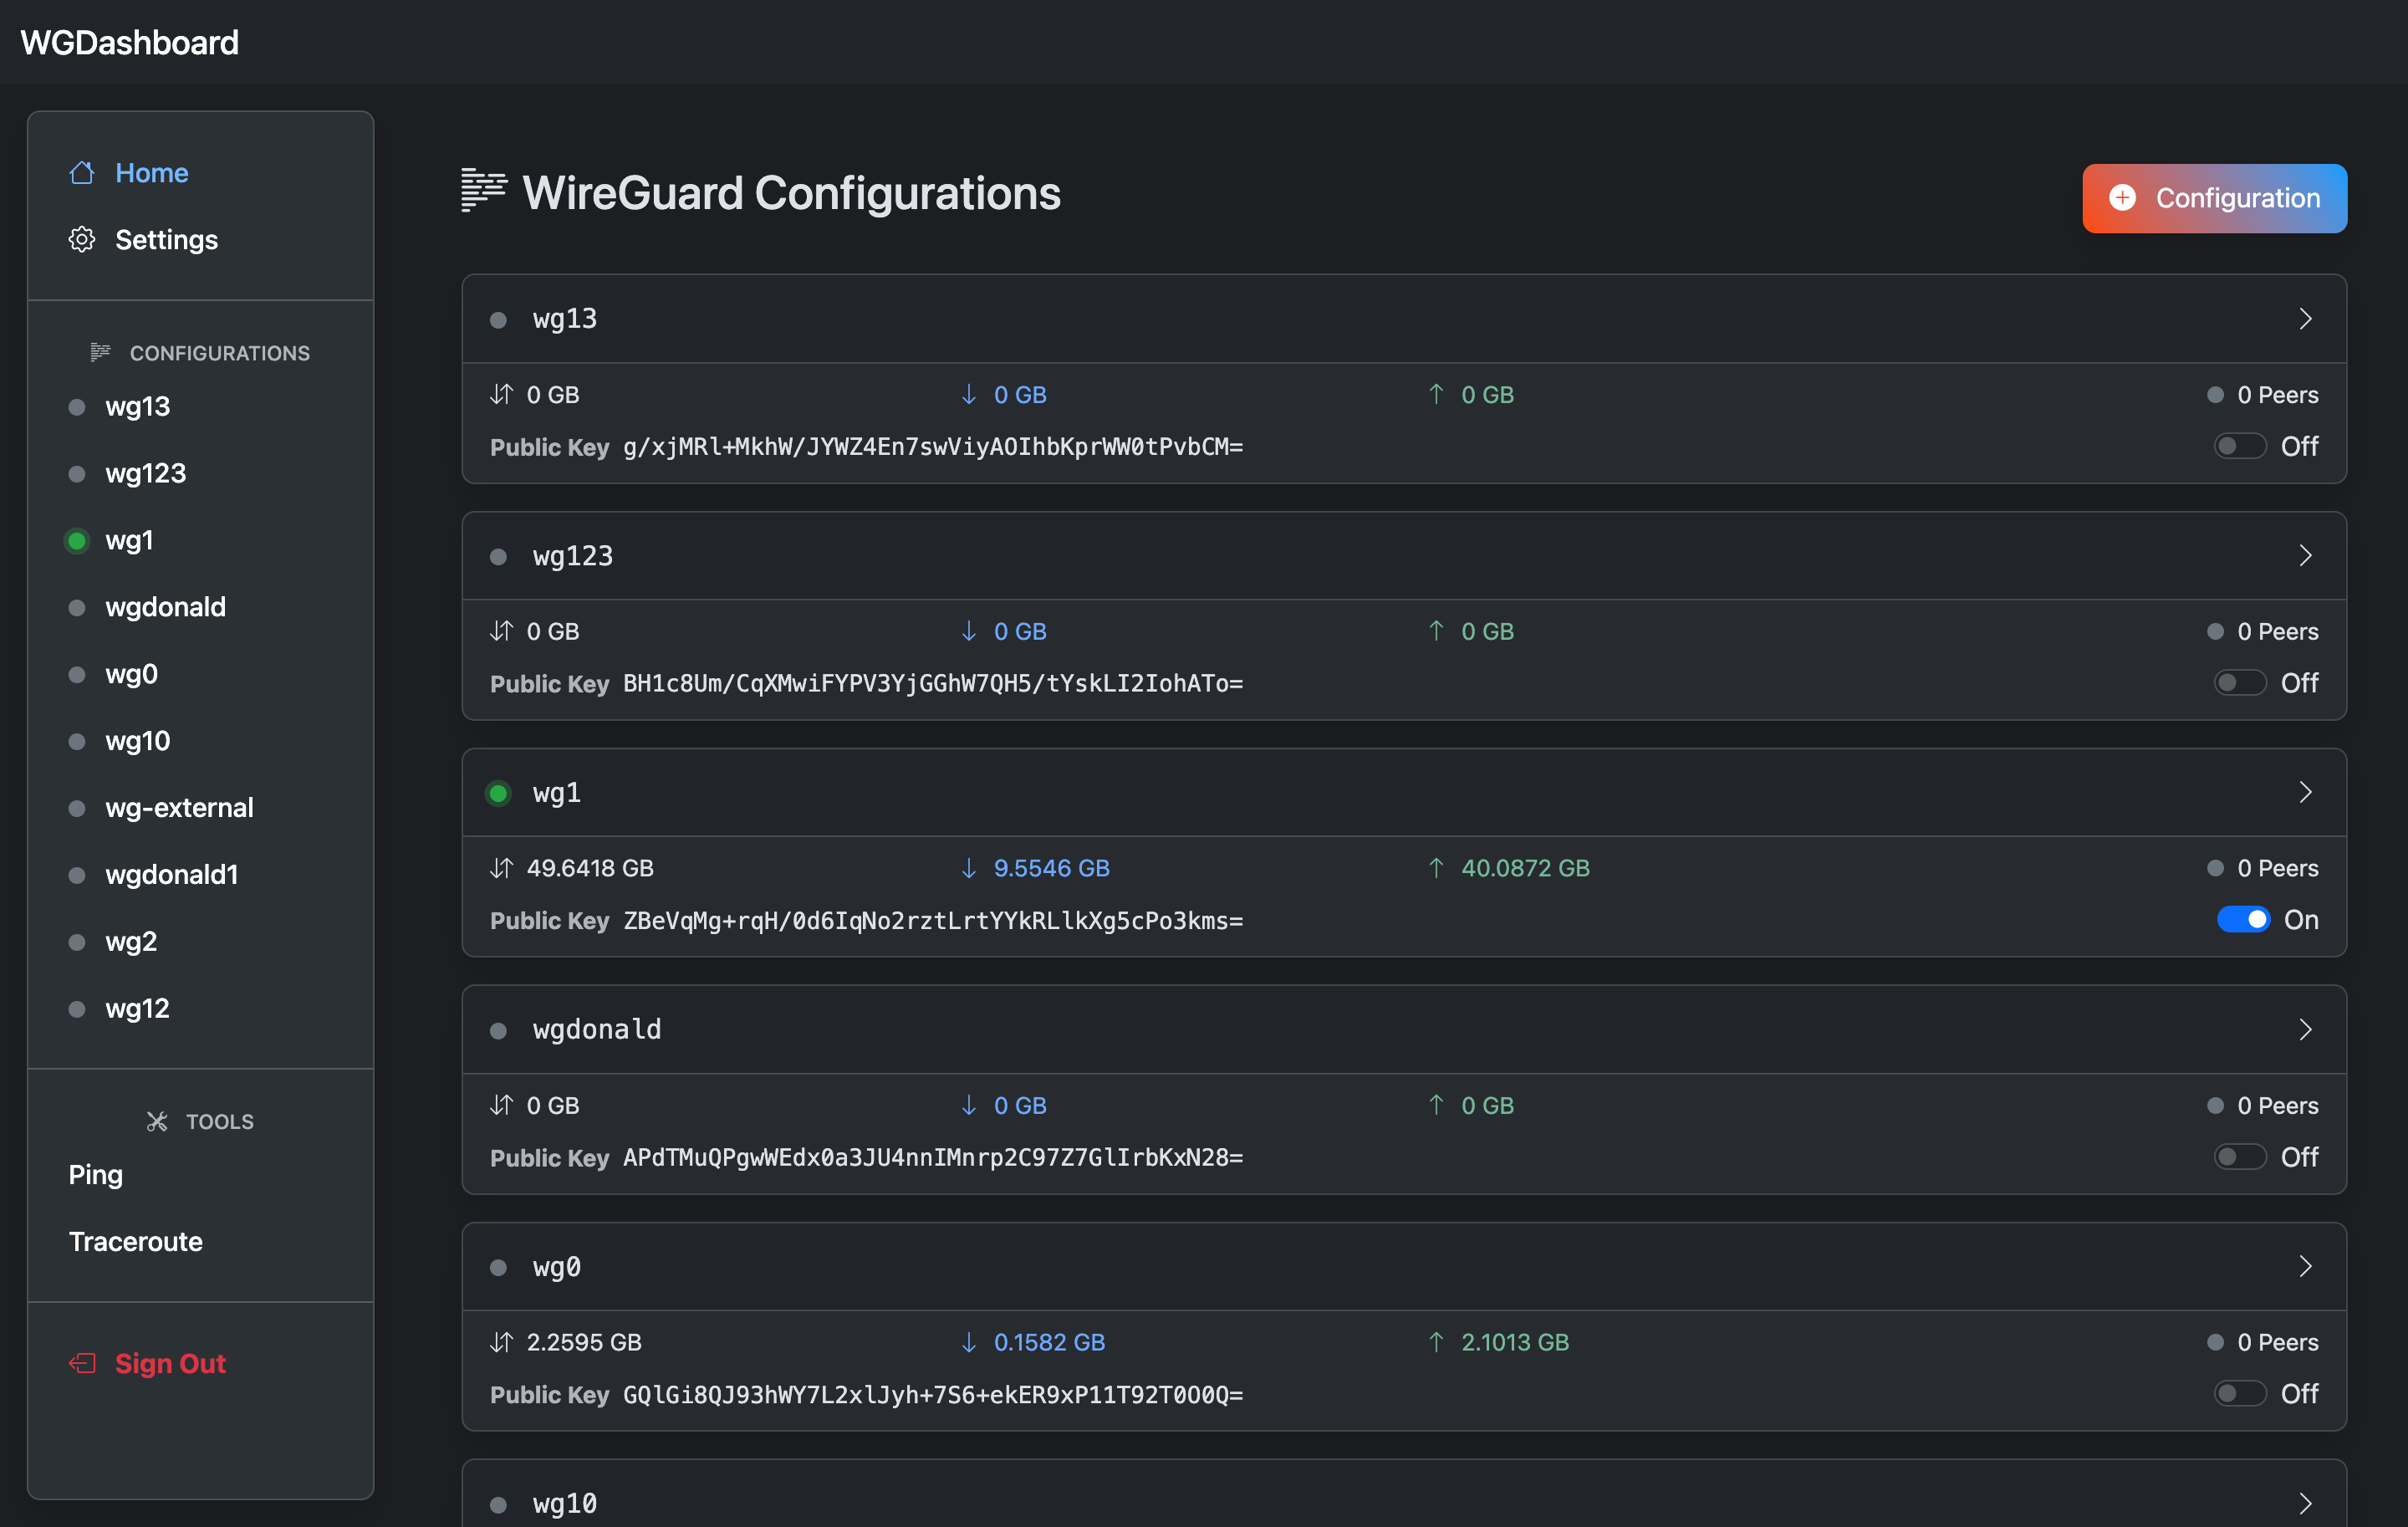 WGDashboard
Home
Settings
CONFIGURATIONS
wg13
wg123
wg1
wgdonald
wg0
wg10
wg-external
wgdonald1
wg2
wg12
TOOLS
Ping
Traceroute
Sign Out
WireGuard Configurations
Configuration
wg13
0 GB 0 GB 0 GB 0 Peers
Public Key g/xjMRl+MkhW/JYWZ4En7swViyAOIhbKprWW0tPvbCM= Off
wg123
0 GB 0 GB 0 GB 0 Peers
Public Key BH1c8Um/CqXMwiFYPV3YjGGhW7QH5/tYskLI2IohATo= Off
wg1
49.6418 GB 9.5546 GB 40.0872 GB 0 Peers
Public Key ZBeVqMg+rqH/0d6IqNo2rztLrtYYkRLlkXg5cPo3kms= On
wgdonald
0 GB 0 GB 0 GB 0 Peers
Public Key APdTMuQPgwWEdx0a3JU4nnIMnrp2C97Z7GlIrbKxN28= Off
wg0
2.2595 GB 0.1582 GB 2.1013 GB 0 Peers
Public Key GQlGi8QJ93hWY7L2xlJyh+7S6+ekER9xP11T92T0O0Q= Off
wg10